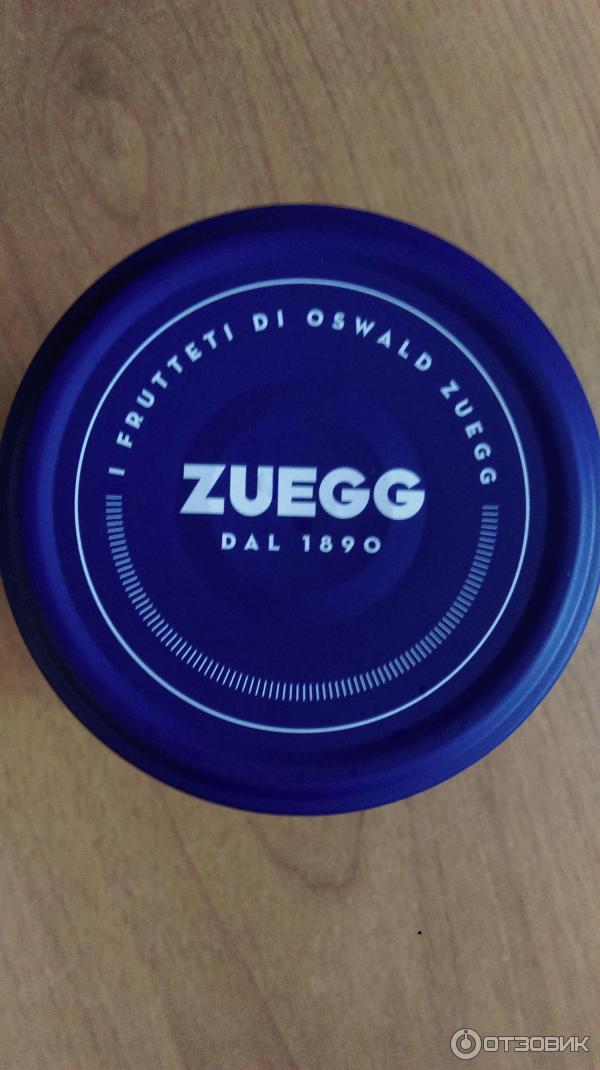 I FRUTTETI DI OSWALD ZUEGG
ZUEGG
DAL 1890
ОТЗОВИК